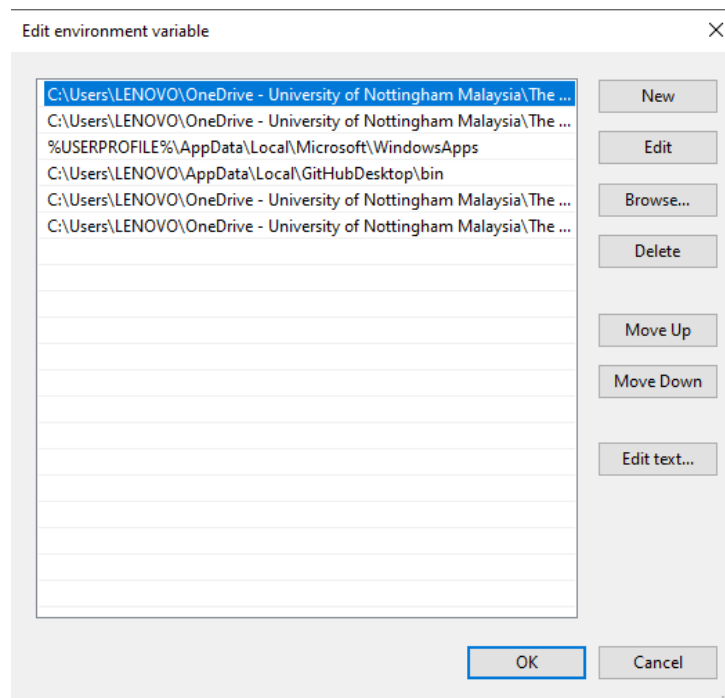 Edit environment variable
C:\Users\LENOVO\OneDrive - University of Nottingham Malaysia\The ...
C:\Users\LENOVO\OneDrive - University of Nottingham Malaysia\The ...
%USERPROFILE%\AppData\Local\Microsoft\WindowsApps
C:\Users\LENOVO\AppData\Local\GitHubDesktop\bin
C:\Users\LENOVO\OneDrive - University of Nottingham Malaysia\The ...
C:\Users\LENOVO\OneDrive - University of Nottingham Malaysia\The ...
New
Edit
Browse...
Delete
Move Up
Move Down
Edit text...
OK
Cancel